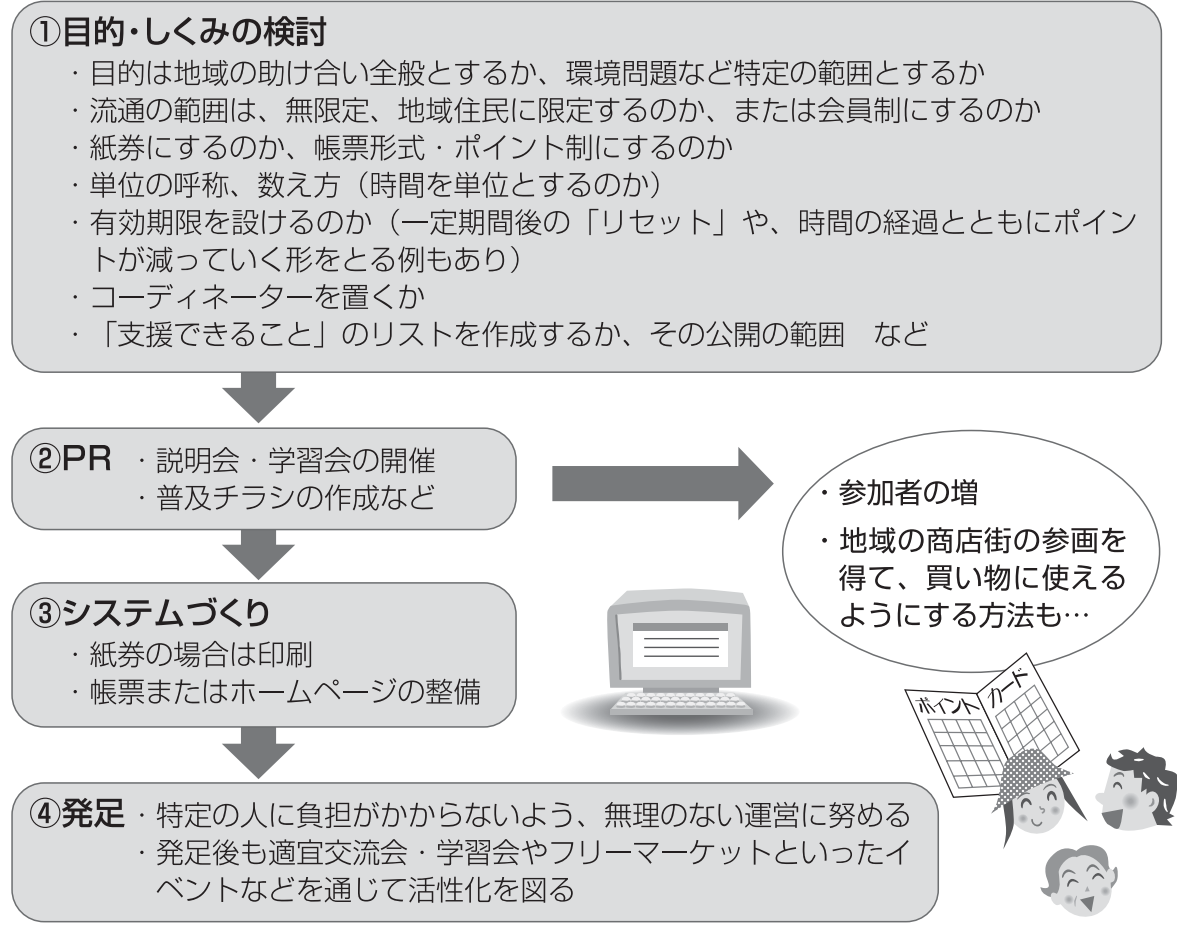 ①目的・しくみの検討
・目的は地域の助け合い全般とするか、環境問題など特定の範囲とするか
・流通の範囲は、無限定、地域住民に限定するのか、または会員制にするのか
・紙券にするのか、帳票形式・ポイント制にするのか
・単位の呼称、数え方（時間を単位とするのか）
・有効期限を設けるのか（一定期間後の「リセット」や、時間の経過とともにポイン
トが減っていく形をとる例もあり）
・コーディネーターを置くか
・「支援できること」のリストを作成するか、その公開の範囲　など
②PR ・説明会・学習会の開催
・普及チラシの作成など
・参加者の増
・地域の商店街の参画を
得て、買い物に使える
ようにする方法も…
③システムづくり
・紙券の場合は印刷
・帳票またはホームページの整備
ポイント カード
④発足 ・特定の人に負担がかからないよう、無理のない運営に努める
・発足後も適宜交流会・学習会やフリーマーケットといったイ
ベントなどを通じて活性化を図る